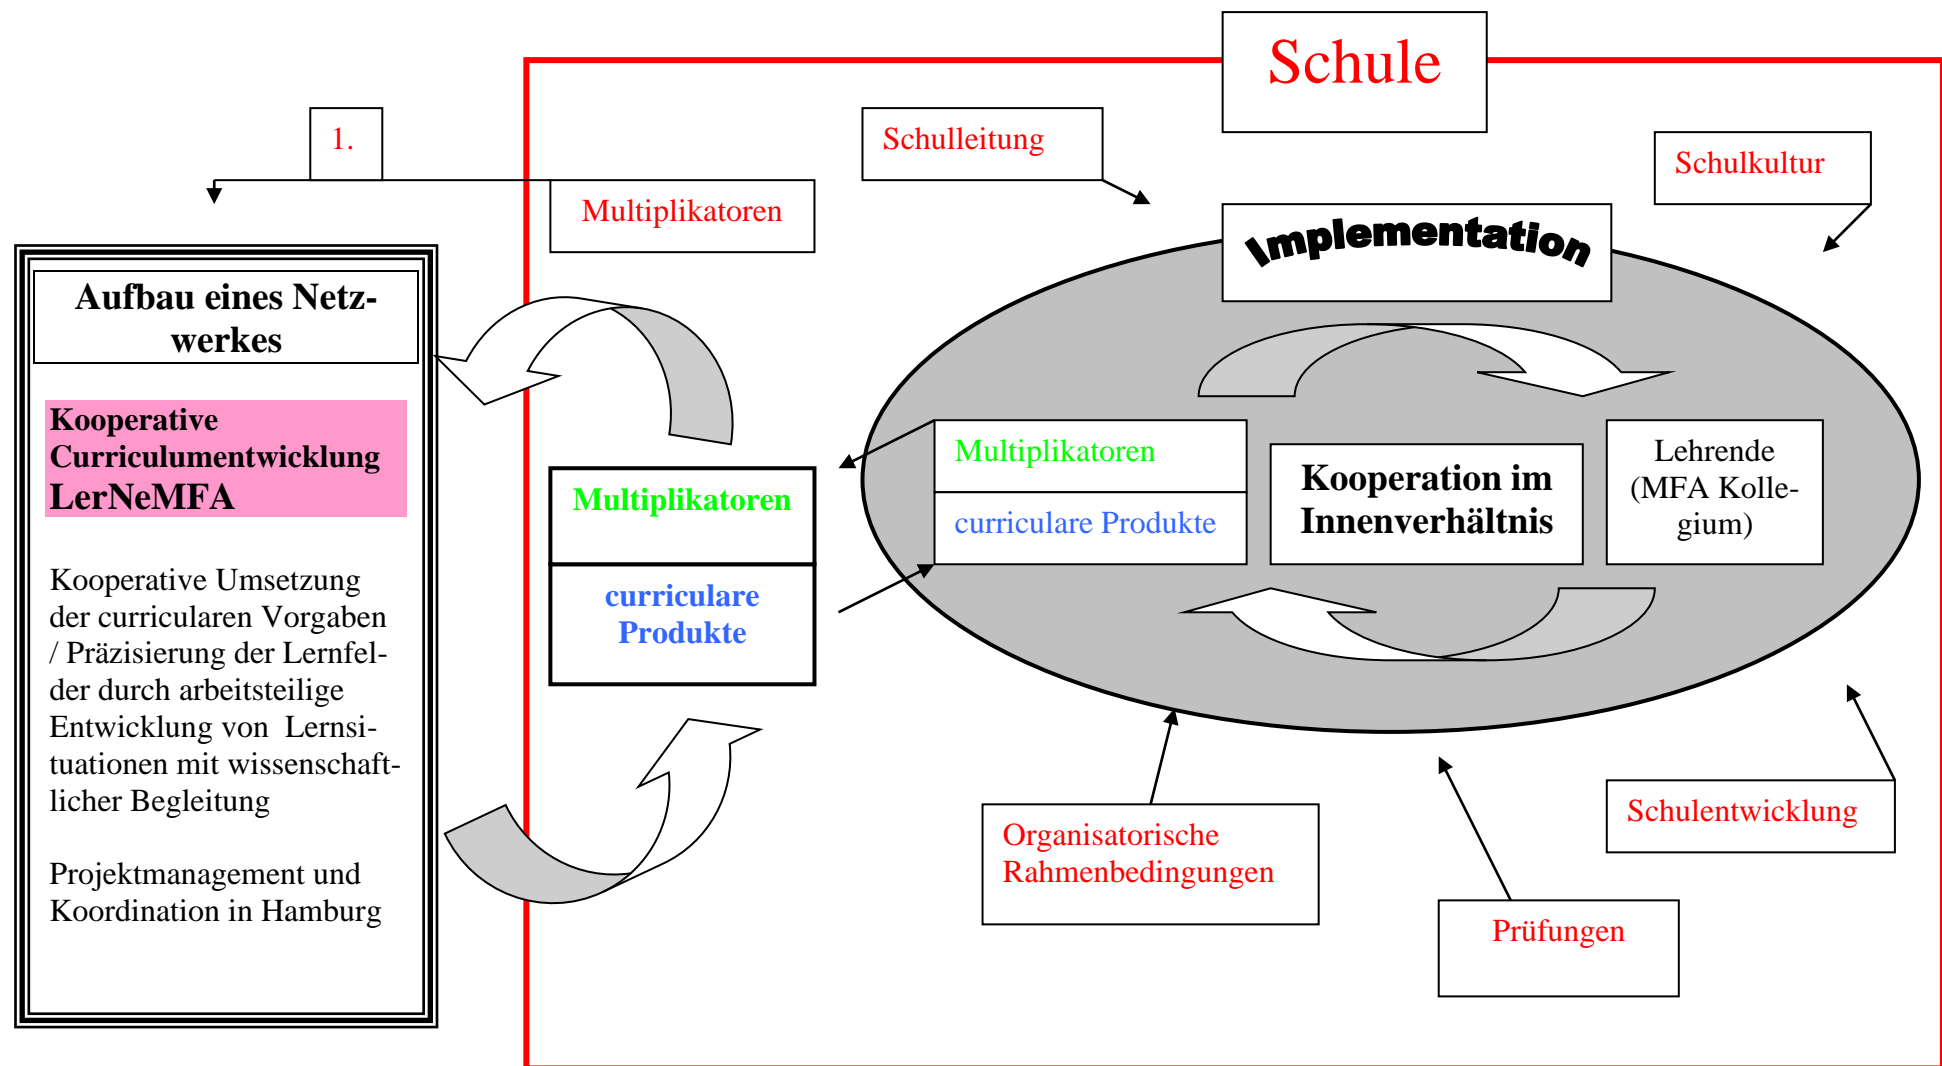 Schule
1.
Multiplikatoren
Schulleitung
Schulkultur
Implementation
Aufbau eines Netz-
werkes
Kooperative
Curriculumentwicklung
LerNeMFA
Kooperative Umsetzung
der curricularen Vorgaben
/ Präzisierung der Lernfel-
der durch arbeitsteilige
Entwicklung von  Lernsi-
tuationen mit wissenschaft-
licher Begleitung
Projektmanagement und
Koordination in Hamburg
Multiplikatoren
curriculare
Produkte
Multiplikatoren
curriculare Produkte
Kooperation im
Innenverhältnis
Lehrende
(MFA Kolle-
gium)
Organisatorische
Rahmenbedingungen
Prüfungen
Schulentwicklung